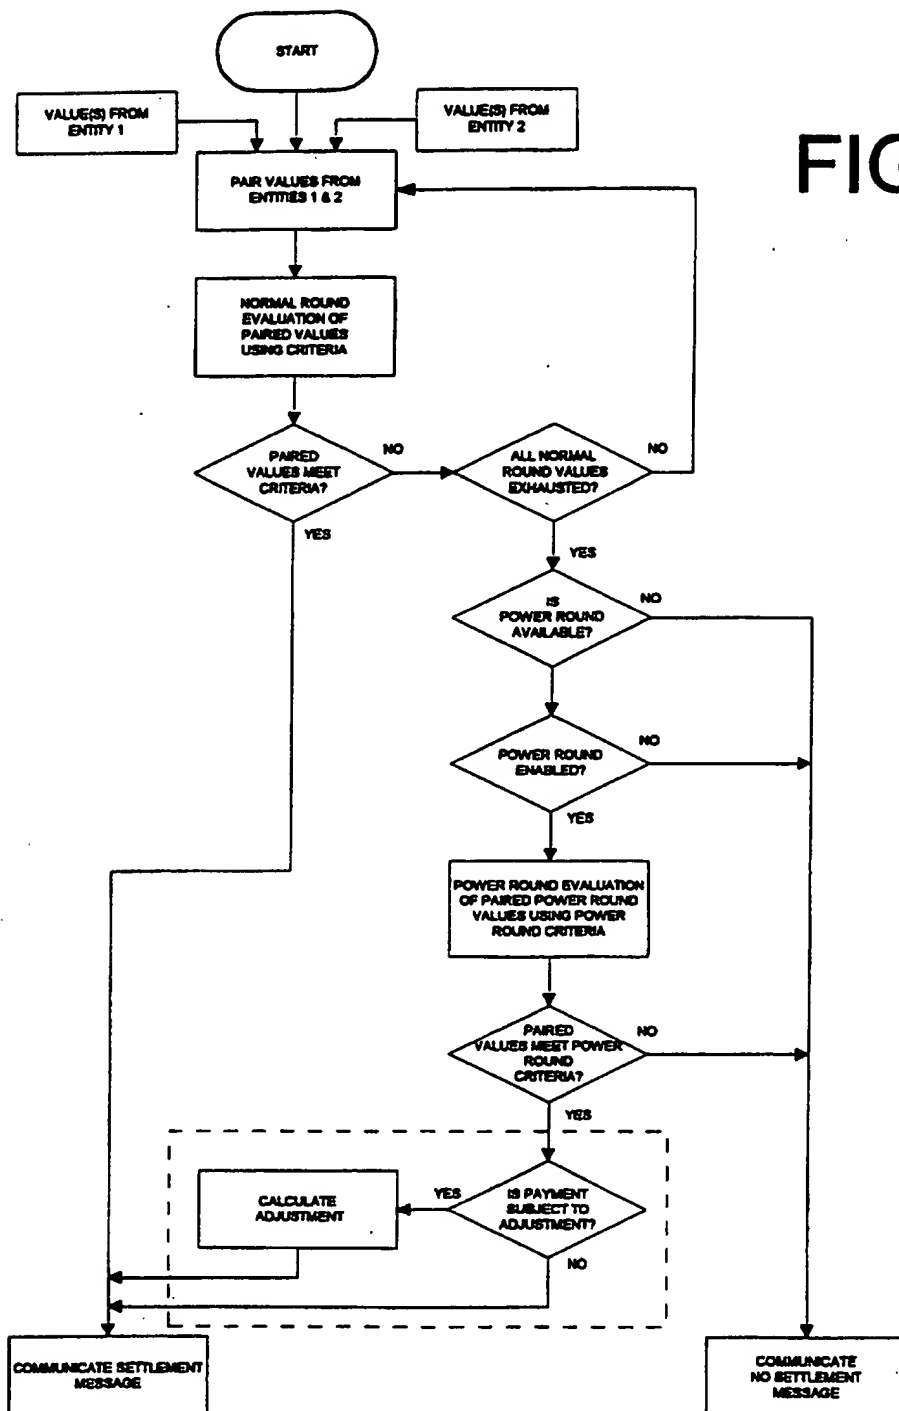 START
VALUE(S) FROM
ENTITY 1
VALUE(S) FROM
ENTITY 2
FIG
PAIR VALUES FROM
ENTITIES 1 & 2
NORMAL ROUND
EVALUATION OF
PAIRED VALUES
USING CRITERIA
PAIRED
VALUES MEET
CRITERIA?
NO
ALL NORMAL
ROUND VALUES
EXHAUSTED?
NO
YES
YES
IS
POWER ROUND
AVAILABLE?
NO
POWER ROUND
ENABLED?
NO
YES
POWER ROUND EVALUATION
OF PAIRED POWER ROUND
VALUES USING POWER
ROUND CRITERIA
PAIRED
VALUES MEET POWER
ROUND
CRITERIA?
NO
YES
CALCULATE
ADJUSTMENT
YES
IS PAYMENT
SUBJECT TO
ADJUSTMENT?
NO
COMMUNICATE SETTLEMENT
MESSAGE
COMMUNICATE
NO SETTLEMENT
MESSAGE